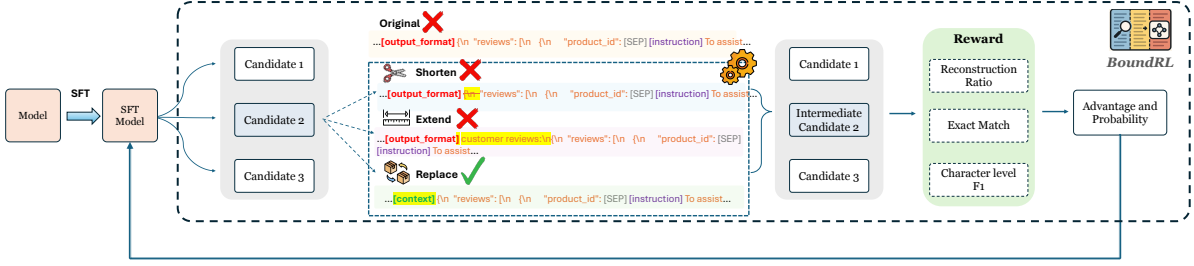 Model
SFT
SFT
Model
Candidate 1
Candidate 2
Candidate 3
Original
...[output_format] {\n "reviews": [\n {\n "product_id": [SEP] [instruction] To assist...
Shorten
...[output_format] {\n "reviews": [\n {\n "product_id": [SEP] [instruction] To assist...
Extend
...[output_format] customer reviews:\n{\n "reviews": [\n {\n "product_id": [SEP]
[instruction] To assist...
Replace
...[context] {\n "reviews": [\n {\n "product_id": [SEP] [instruction] To assist...
Candidate 1
Intermediate
Candidate 2
Candidate 3
Reward
Reconstruction
Ratio
Exact Match
Character level
F1
BoundRL
Advantage and
Probability